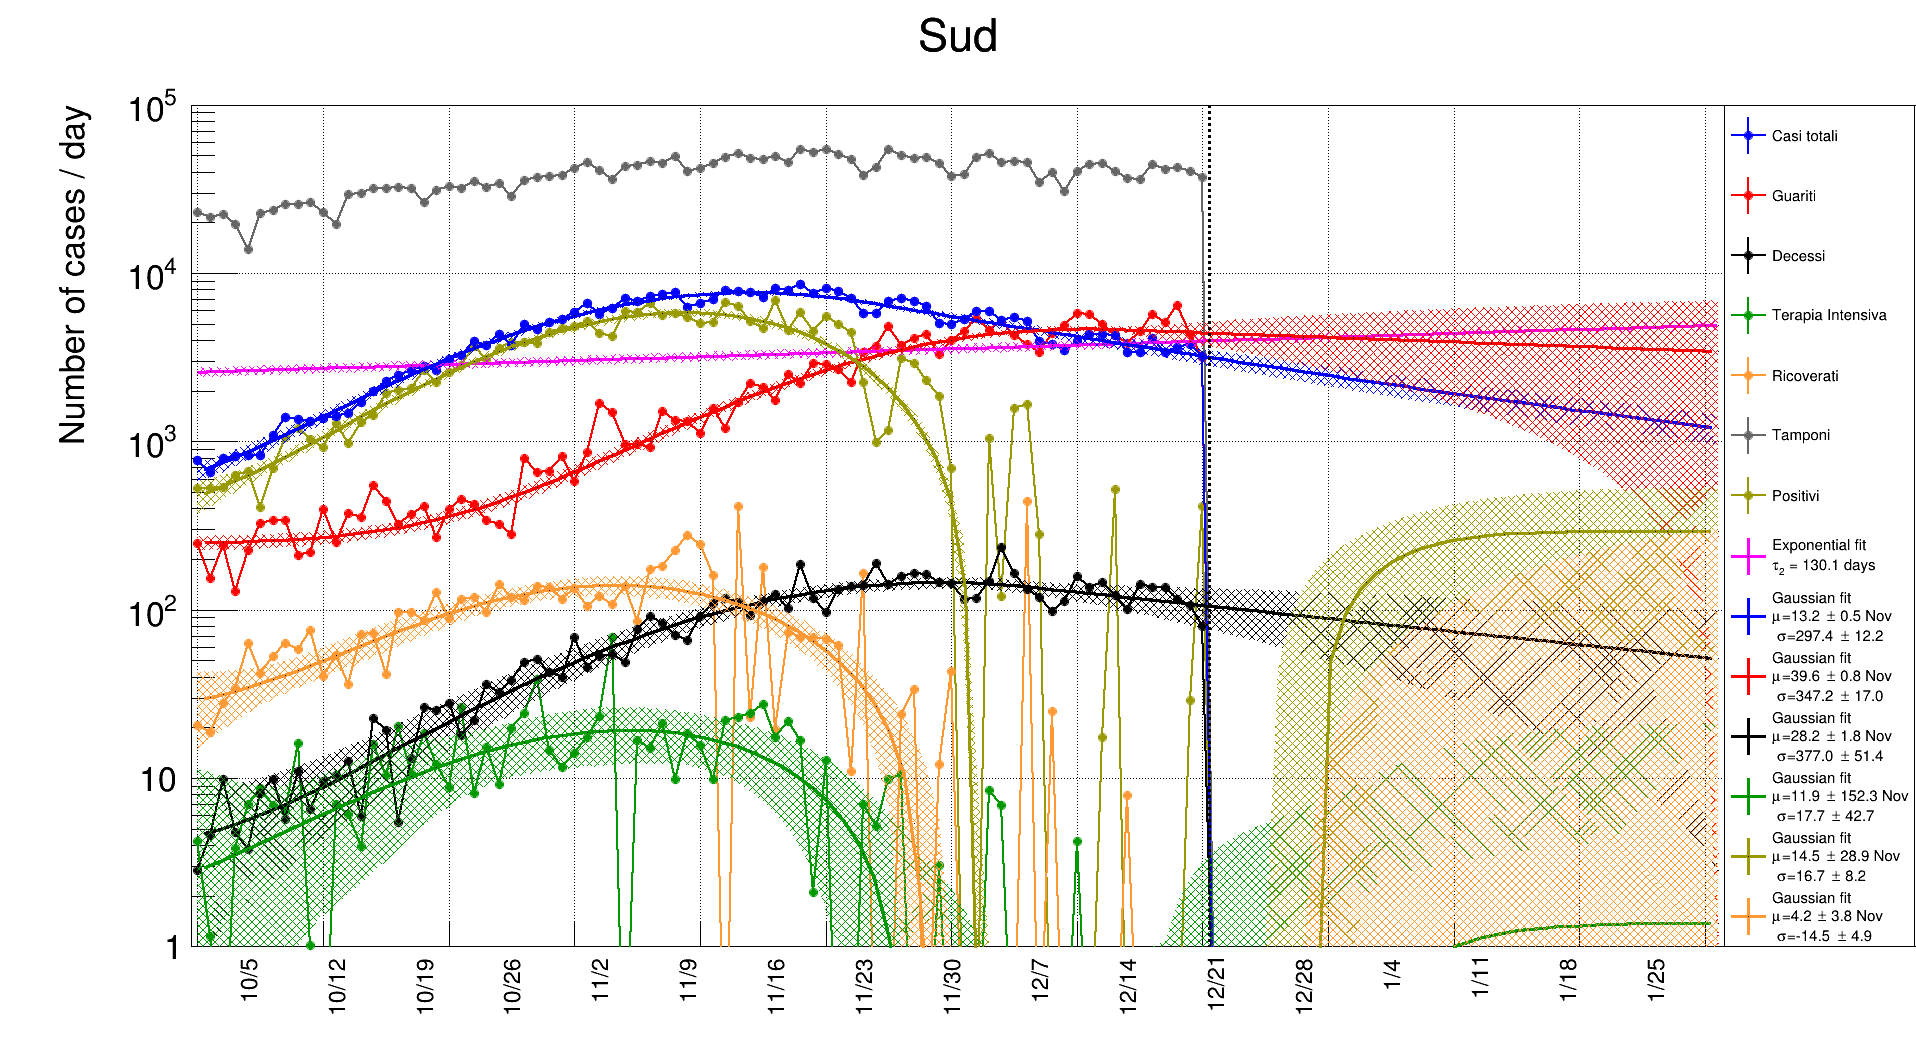 Sud
Number of cases / day
10^5
10^4
10^3
10^2
10
1
10/5
10/12
10/19
10/26
11/2
11/9
11/16
11/23
11/30
12/7
12/14
12/21
12/28
1/4
1/11
1/18
1/25
Casi totali
Guariti
Decessi
Terapia Intensiva
Ricoverati
Tamponi
Positivi
Exponential fit
τ₂ = 130.1 days
Gaussian fit
μ=13.2 ± 0.5 Nov
σ=297.4 ± 12.2
Gaussian fit
μ=39.6 ± 0.8 Nov
σ=347.2 ± 17.0
Gaussian fit
μ=28.2 ± 1.8 Nov
σ=377.0 ± 51.4
Gaussian fit
μ=11.9 ± 152.3 Nov
σ=17.7 ± 42.7
Gaussian fit
μ=14.5 ± 28.9 Nov
σ=16.7 ± 8.2
Gaussian fit
μ=4.2 ± 3.8 Nov
σ=-14.5 ± 4.9